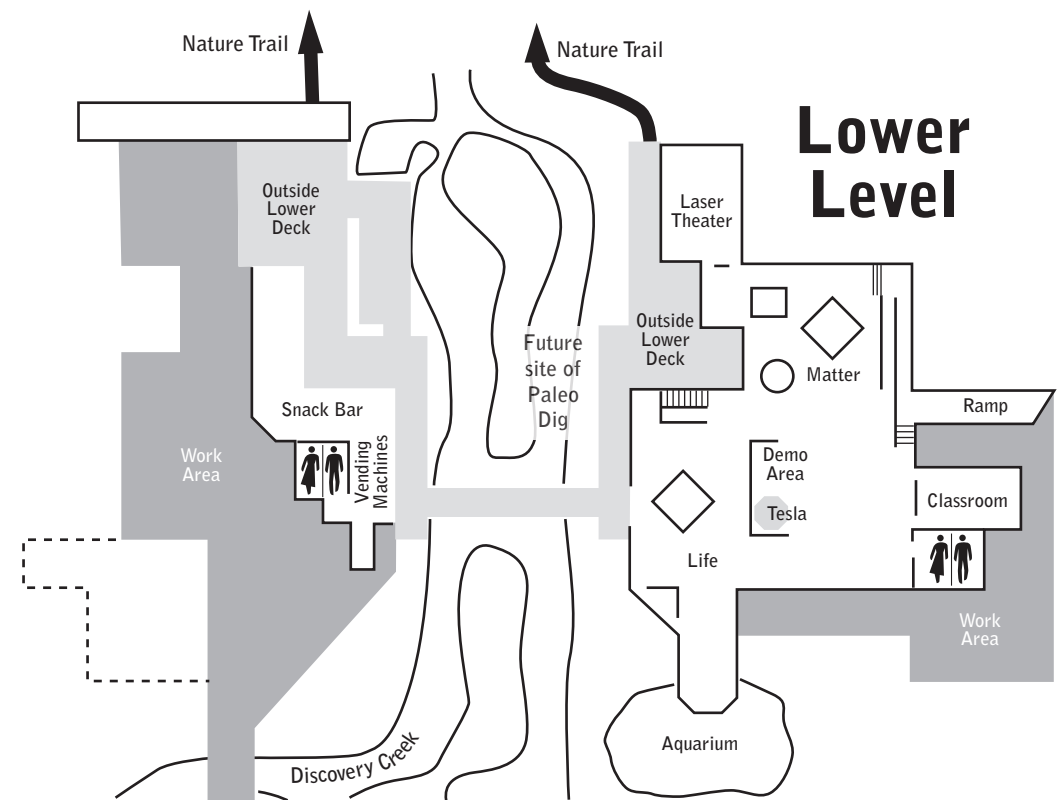 Nature Trail
Nature Trail
Lower
Level
Outside
Lower
Deck
Laser
Theater
Outside
Lower
Deck
Future
site of
Paleo
Dig
Matter
Snack Bar
Ramp
Work
Area
Vending
Machines
Demo
Area
Tesla
Classroom
Life
Work
Area
Aquarium
Discovery Creek